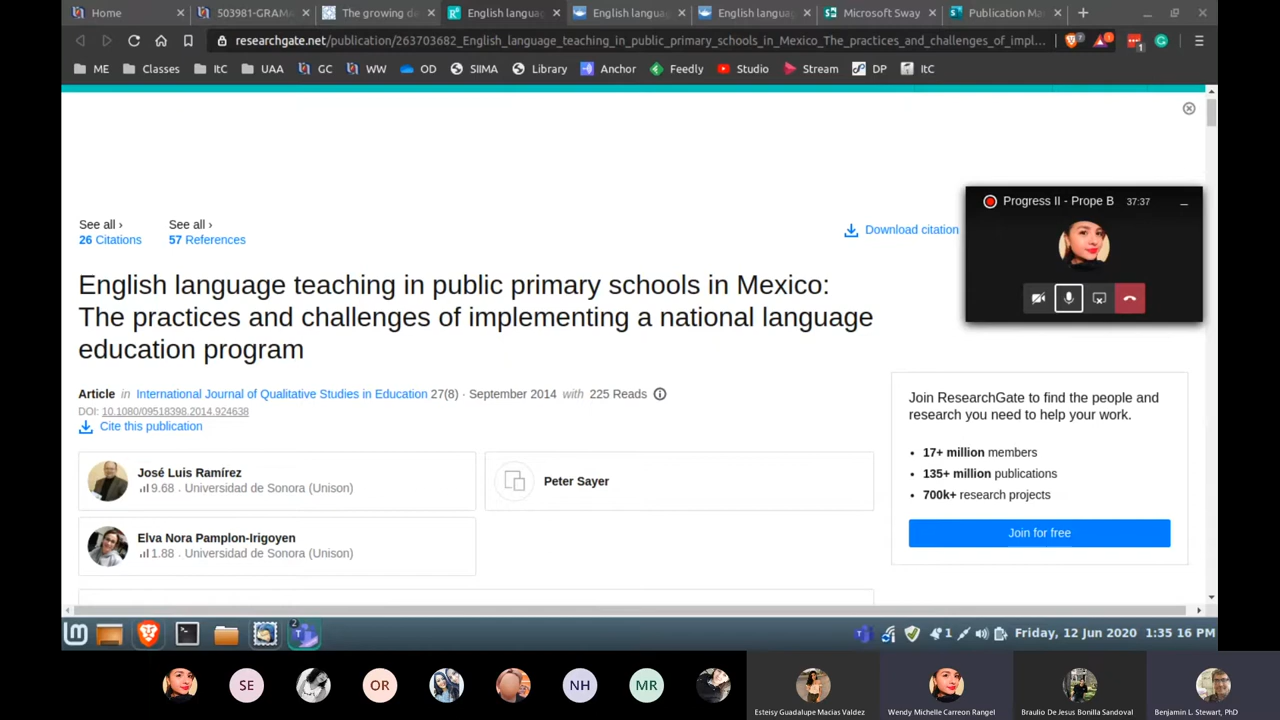 Home
503981-GRAMA
The growing de
English languag
English languag
English languag
Microsoft Sway
Publication Ma
researchgate.net/publication/263703682_English_language_teaching_in_public_primary_schools_in_Mexico_The_practices_and_challenges_of_impl...
ME
Classes
ItC
UAA
GC
WW
OD
SIIMA
Library
Anchor
Feedly
Studio
Stream
DP
ItC
Progress II - Prope B
37:37
See all ›
See all ›
26 Citations
57 References
Download citation
English language teaching in public primary schools in Mexico:
The practices and challenges of implementing a national language
education program
Article in International Journal of Qualitative Studies in Education 27(8) · September 2014 with 225 Reads
DOI: 10.1080/09518398.2014.924638
Cite this publication
José Luis Ramírez
9.68 . Universidad de Sonora (Unison)
Peter Sayer
Elva Nora Pamplon-Irigoyen
1.88 . Universidad de Sonora (Unison)
Join ResearchGate to find the people and
research you need to help your work.
• 17+ million members
• 135+ million publications
• 700k+ research projects
Join for free
2
1
Friday, 12 Jun 2020
1:35 16 PM
SE
OR
NH
MR
Esteisy Guadalupe Macias Valdez
Wendy Michelle Carreon Rangel
Braulio De Jesus Bonilla Sandoval
Benjamin L. Stewart, PhD